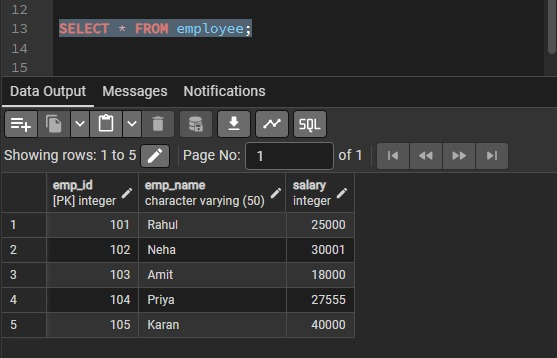 12
13 SELECT * FROM employee;
14
15
Data Output Messages Notifications
SQL
Showing rows: 1 to 5 Page No: 1 of 1
emp_id emp_name salary
[PK] integer character varying (50) integer
1 101 Rahul 25000
2 102 Neha 30001
3 103 Amit 18000
4 104 Priya 27555
5 105 Karan 40000